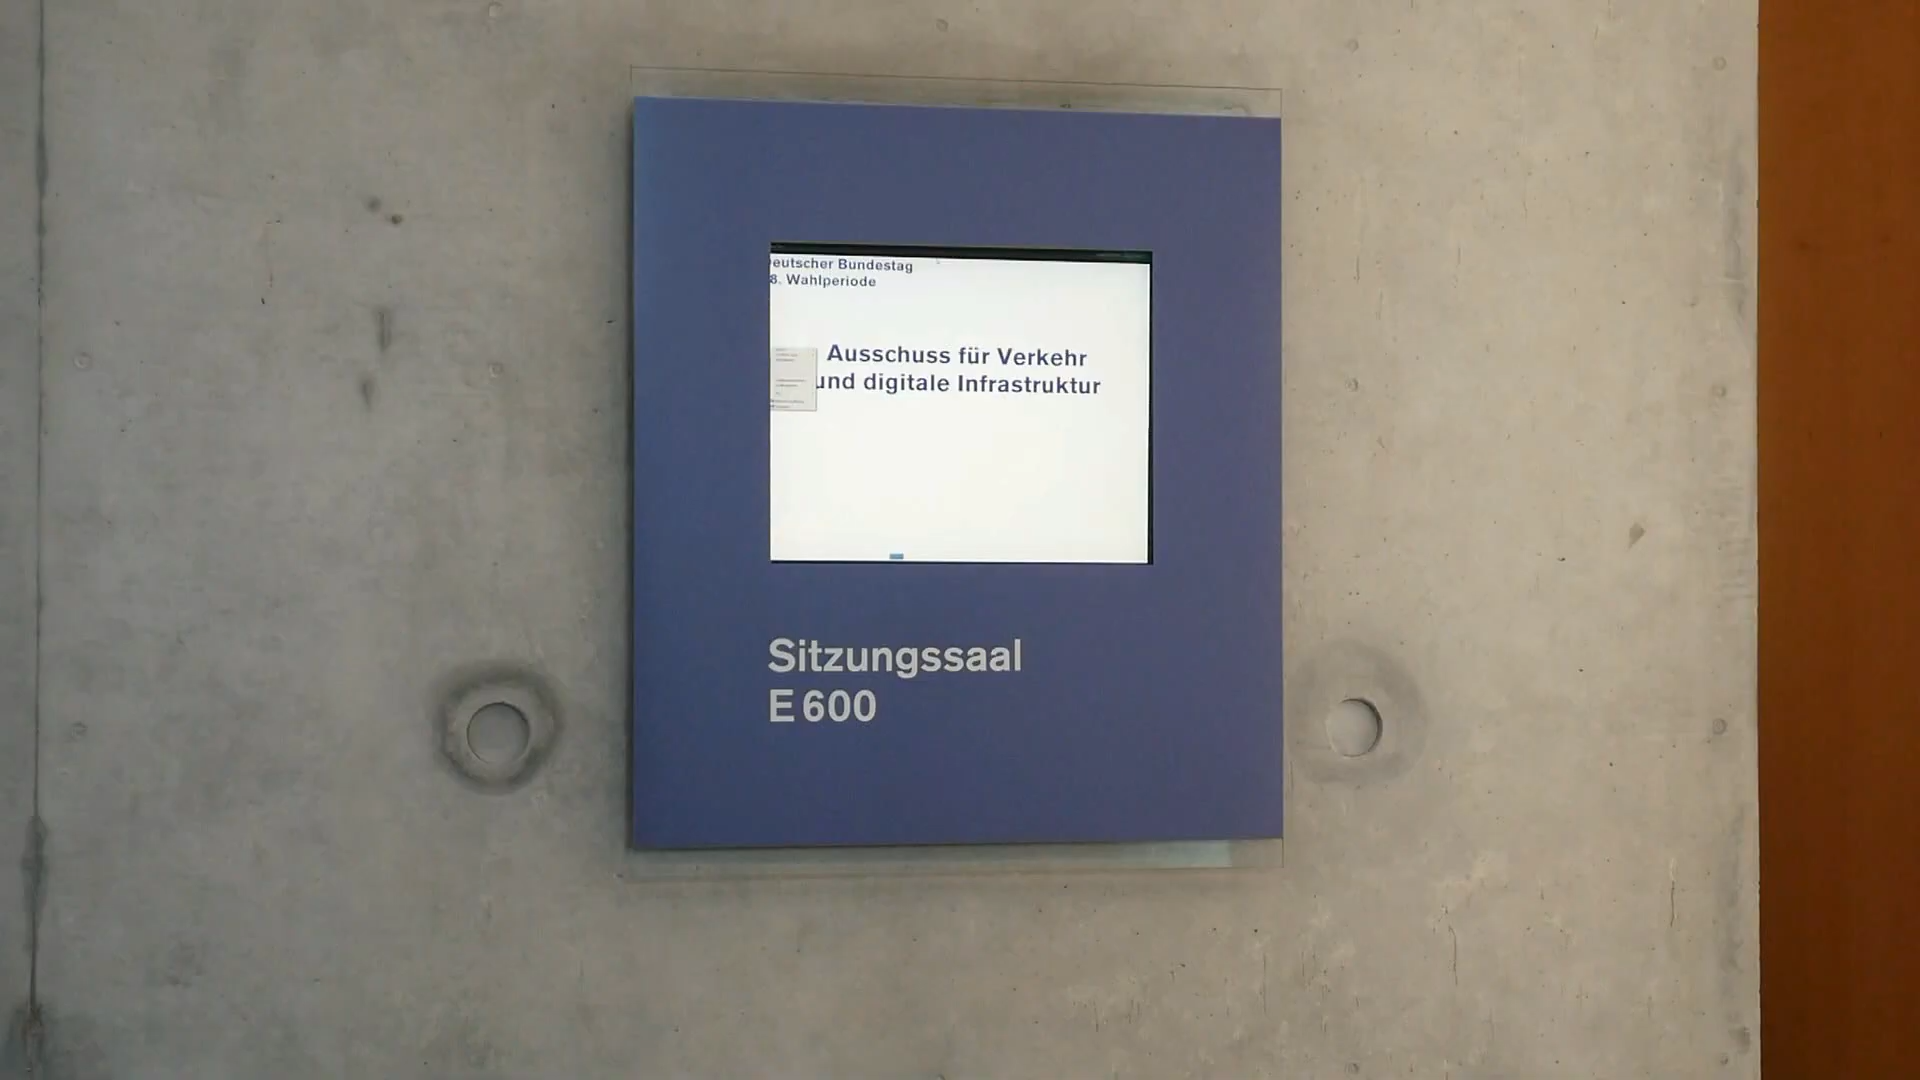 eutscher Bundestag
8. Wahlperiode
Ausschuss für Verkehr
und digitale Infrastruktur
Sitzungssaal
E 600